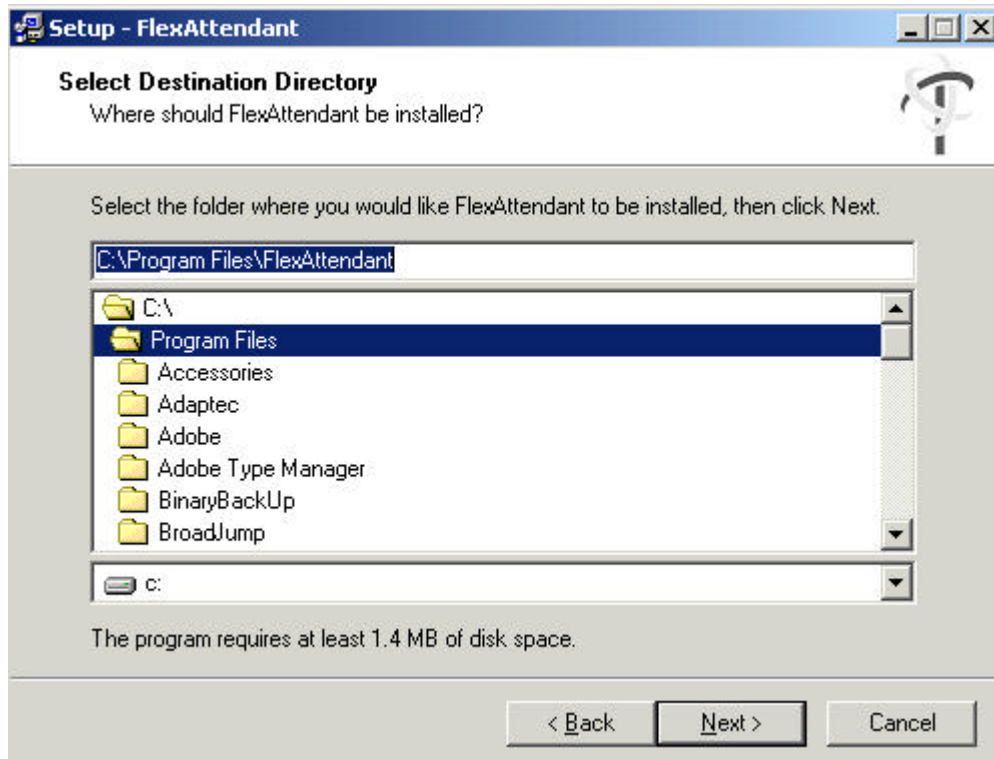 Setup - FlexAttendant
Select Destination Directory
Where should FlexAttendant be installed?
Select the folder where you would like FlexAttendant to be installed, then click Next.
C:\Program Files\FlexAttendant
C:\
Program Files
Accessories
Adaptec
Adobe
Adobe Type Manager
BinaryBackUp
BroadJump
c:
The program requires at least 1.4 MB of disk space.
< Back Next > Cancel